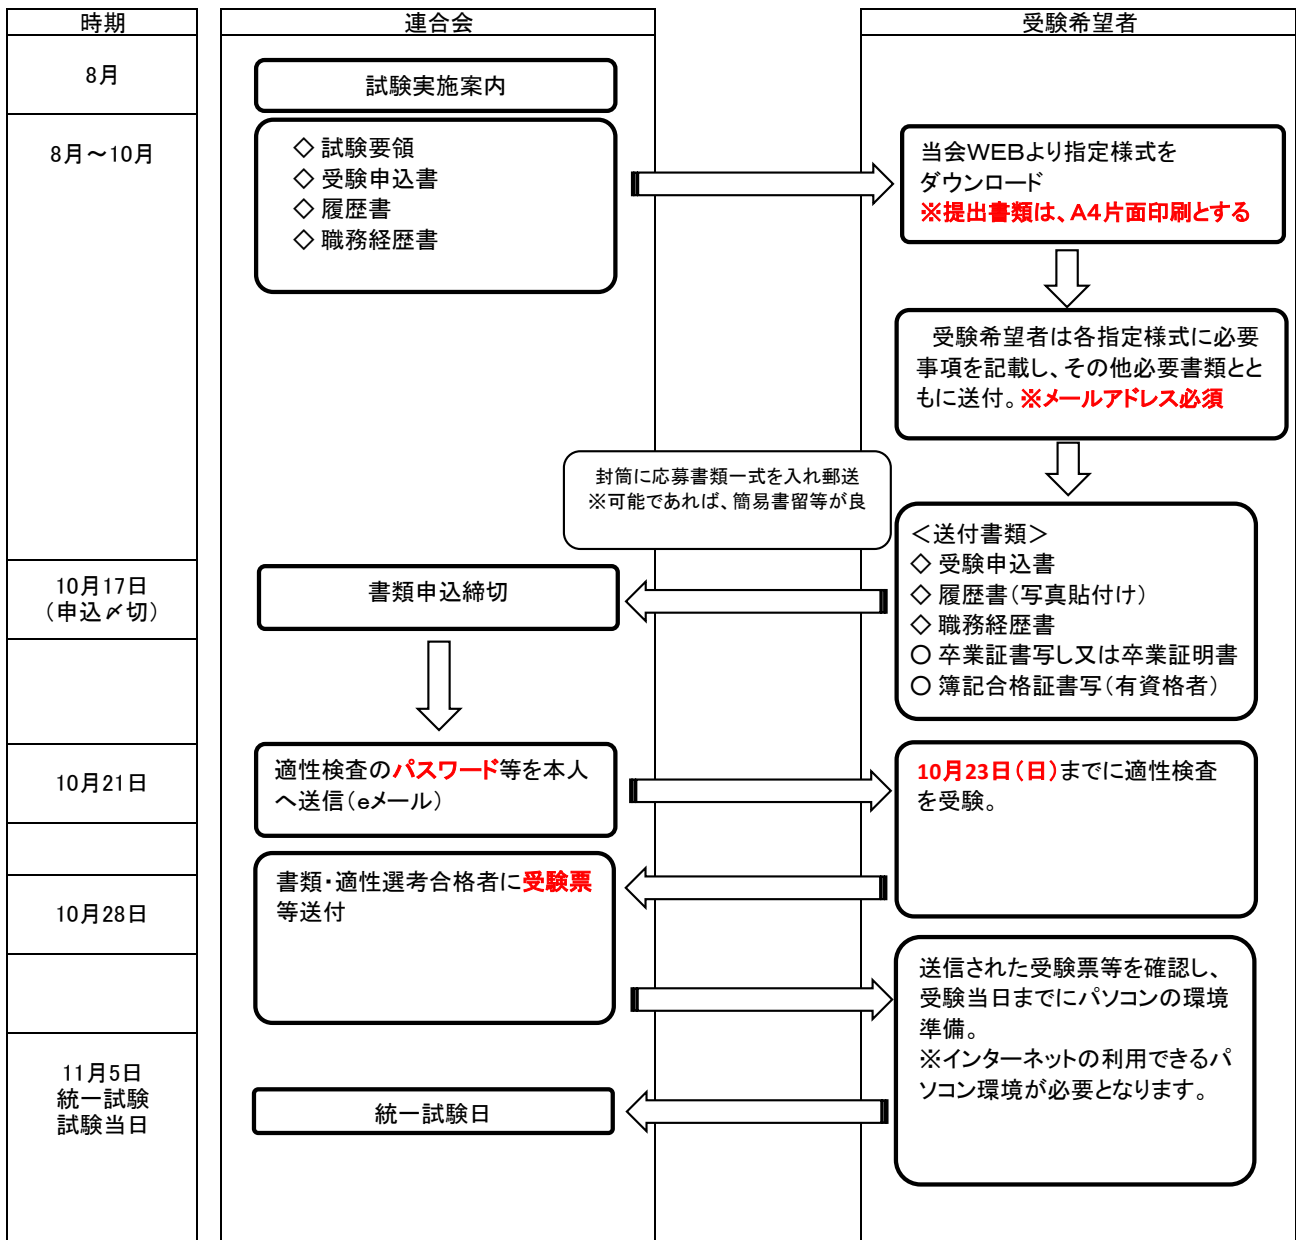 時期
連合会
受験希望者
8月
試験実施案内
8月～10月
◇ 試験要領
◇ 受験申込書
◇ 履歴書
◇ 職務経歴書
当会WEBより指定様式を
ダウンロード
※提出書類は、A4片面印刷とする
受験希望者は各指定様式に必要
事項を記載し、その他必要書類とと
もに送付。※メールアドレス必須
封筒に応募書類一式を入れ郵送
※可能であれば、簡易書留等が良
＜送付書類＞
◇ 受験申込書
◇ 履歴書（写真貼付け）
◇ 職務経歴書
○ 卒業証書写し又は卒業証明書
○ 簿記合格証書写（有資格者）
10月17日
（申込〆切）
書類申込締切
10月21日
適性検査のパスワード等を本人
へ送信（eメール）
10月23日（日）までに適性検査
を受験。
10月28日
書類・適性選考合格者に受験票
等送付
送信された受験票等を確認し、
受験当日までにパソコンの環境
準備。
※インターネットの利用できるパ
ソコン環境が必要となります。
11月5日
統一試験
試験当日
統一試験日